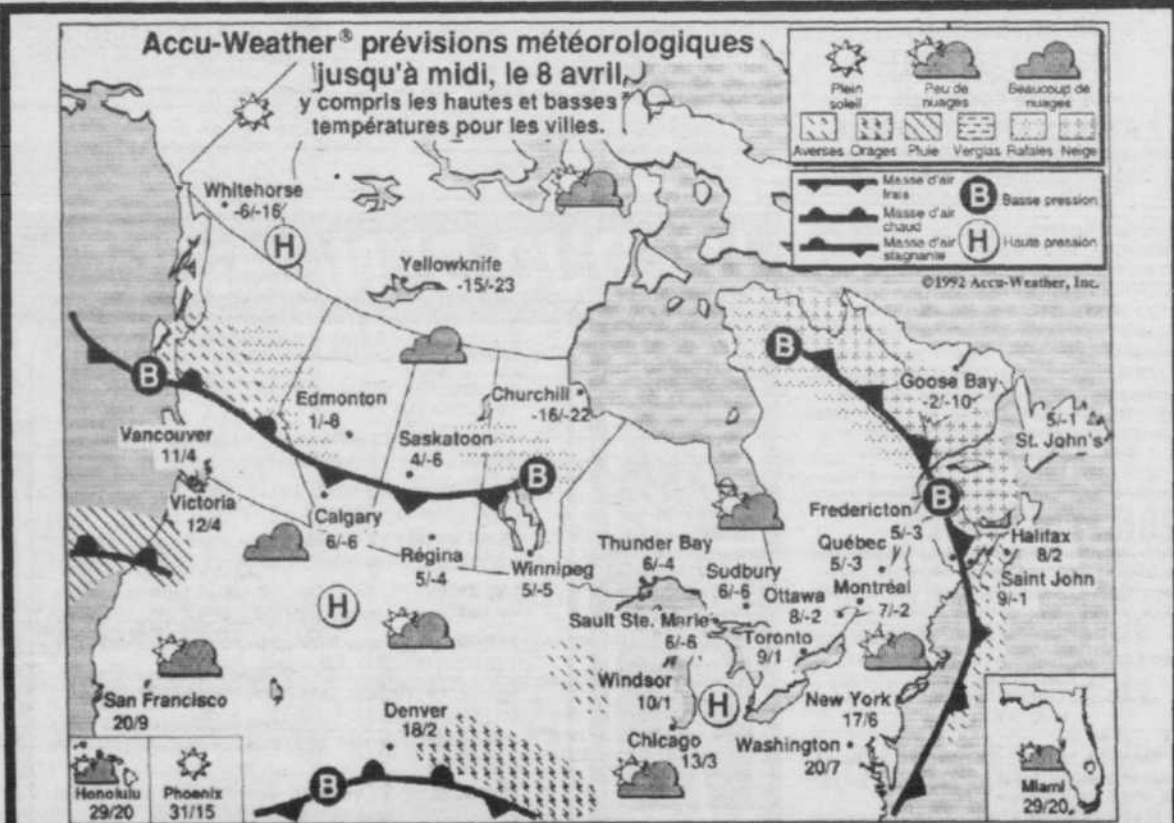 Accu-Weather® prévisions météorologiques
jusqu'à midi, le 8 avril,
y compris les hautes et basses
températures pour les villes.
Plein soleil
Peu de nuages
Beaucoup de nuages
Averses Orages Pluie Verglas Rafales Neige
Masse d'air frais
B Basse pression
Masse d'air chaud
Masse d'air stagnante
H Haute pression
©1992 Accu-Weather, Inc.
Whitehorse
-6/-16
H
Yellowknife
-15/-23
B
B
Goose Bay
-2/-10
Churchill
-16/-22
Edmonton
1/-8
5/-1
St. John's
Vancouver
11/4
Saskatoon
4/-6
B
B
Victoria
12/4
Calgary
6/-6
Fredericton
5/-3
Halifax
8/2
Régina
5/-4
Winnipeg
5/-5
Thunder Bay
6/-4
Sudbury
6/-6
Québec
5/-3
Montréal
7/-2
Saint John
9/-1
Ottawa
8/-2
H
Sault Ste. Marie
6/-6
Toronto
9/1
Windsor
10/1
H
San Francisco
20/9
Denver
18/2
New York
17/6
Chicago
13/3
Washington
20/7
B
Honolulu
29/20
Phoenix
31/15
Miami
29/20